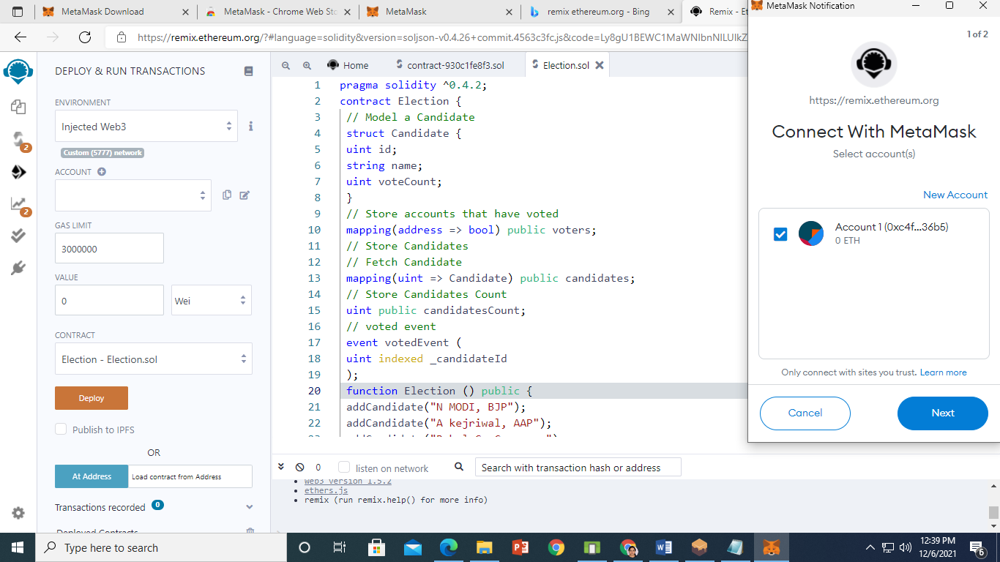 MetaMask Download
MetaMask - Chrome Web Sto
MetaMask
remix ethereum.org - Bing
Remix - Et
https://remix.ethereum.org/?#language=solidity&version=soljson-v0.4.26+commit.4563c3fc.js&code=Ly8gU1BEWC1MaWNlbnNlLUlkZ
DEPLOY & RUN TRANSACTIONS
ENVIRONMENT
Injected Web3
Custom (5777) network
ACCOUNT
GAS LIMIT
3000000
VALUE
0
Wei
CONTRACT
Election - Election.sol
Deploy
Publish to IPFS
OR
At Address
Load contract from Address
Transactions recorded 0
Deployed Contracts
2
2
Home
contract-930c1fe8f3.sol
Election.sol
1 pragma solidity ^0.4.2;
2 contract Election {
3 // Model a Candidate
4 struct Candidate {
5 uint id;
6 string name;
7 uint voteCount;
8 }
9 // Store accounts that have voted
10 mapping(address => bool) public voters;
11 // Store Candidates
12 // Fetch Candidate
13 mapping(uint => Candidate) public candidates;
14 // Store Candidates Count
15 uint public candidatesCount;
16 // voted event
17 event votedEvent (
18 uint indexed _candidateId
19 );
20 function Election () public {
21 addCandidate("N MODI, BJP");
22 addCandidate("A kejriwal, AAP");
0
listen on network
Search with transaction hash or address
web3 version 1.5.2
ethers.js
remix (run remix.help() for more info)
MetaMask Notification
1 of 2
https://remix.ethereum.org
Connect With MetaMask
Select account(s)
New Account
Account 1 (0xc4f...36b5)
0 ETH
Only connect with sites you trust. Learn more
Cancel
Next
Type here to search
12:39 PM
12/6/2021
6